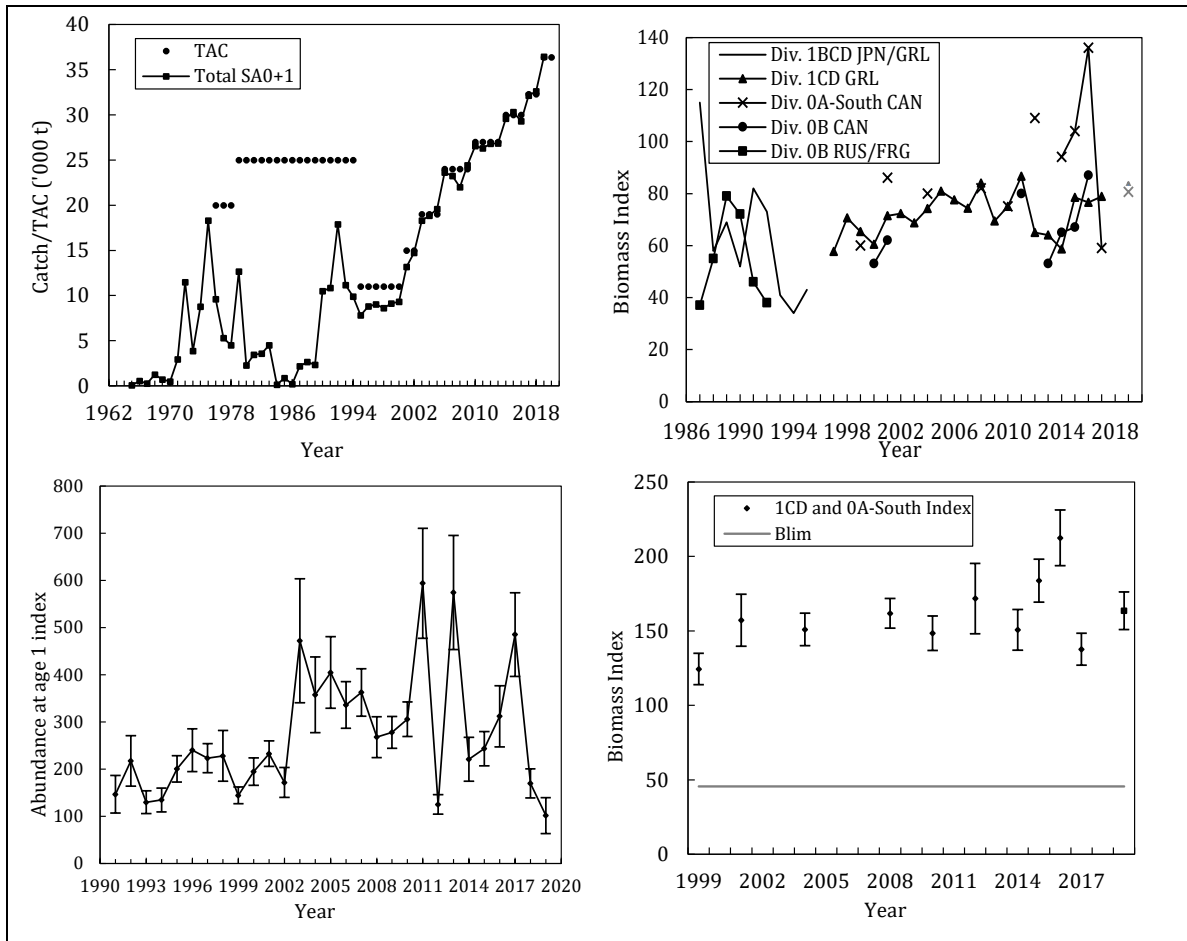 TAC
Total SA0+1
Catch/TAC ('000 t)
40
35
30
25
20
15
10
5
0
1962 1970 1978 1986 1994 2002 2010 2018
Year
Div. 1BCD JPN/GRL
Div. 1CD GRL
Div. 0A-South CAN
Div. 0B CAN
Div. 0B RUS/FRG
Biomass Index
140
120
100
80
60
40
20
0
1986 1990 1994 1998 2002 2006 2010 2014 2018
Year
Abundance at age 1 index
800
700
600
500
400
300
200
100
0
1990 1993 1996 1999 2002 2005 2008 2011 2014 2017 2020
Year
1CD and 0A-South Index
Blim
Biomass Index
250
200
150
100
50
0
1999 2002 2005 2008 2011 2014 2017
Year